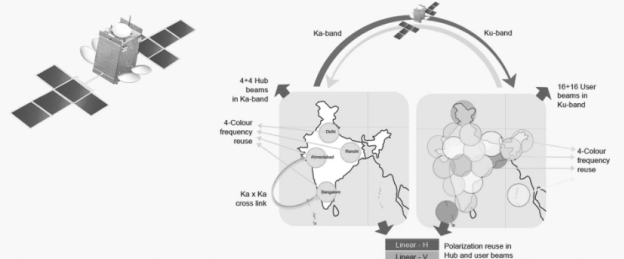 Ka-band
Ku-band
4+4 Hub
beams
in Ka-band
16+16 User
beams in
Ku-band
4-Colour
frequency
reuse
Delhi
Ranchi
Ahmedabad
Bangalore
4-Colour
frequency
reuse
Ka x Ka
cross link
Linear - H
Linear - V
Polarization reuse in
Hub and user beams